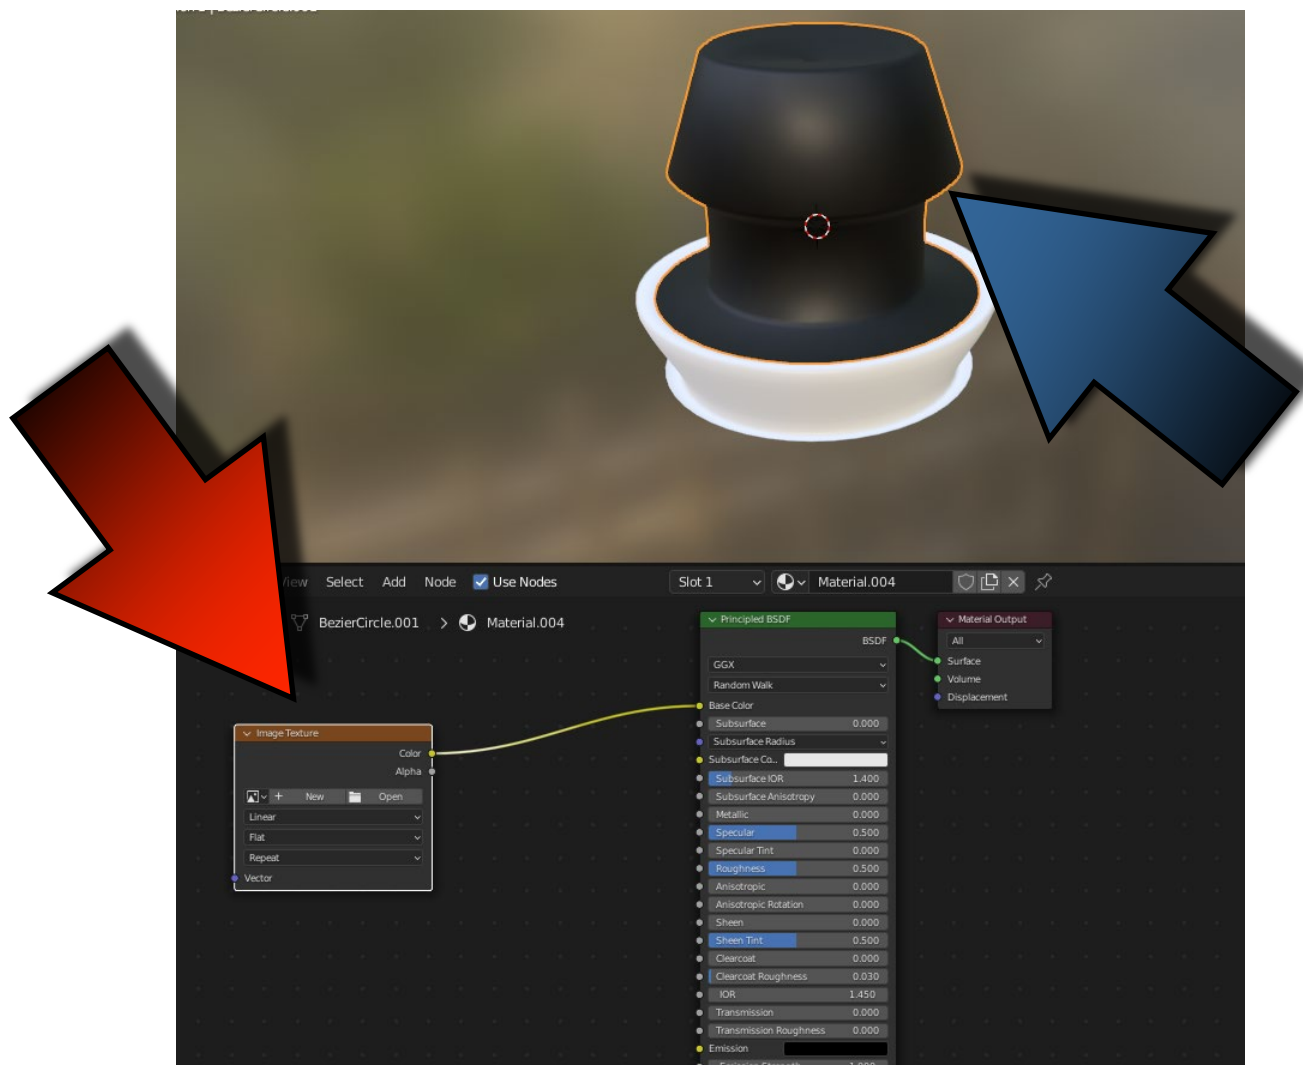 View Select Add Node Use Nodes Slot 1 Material.004
BezierCircle.001 > Material.004
Principled BSDF
BSDF
GGX
Random Walk
Base Color
Subsurface 0.000
Subsurface Radius
Subsurface Co..
Subsurface IOR 1.400
Subsurface Anisotropy 0.000
Metallic 0.000
Specular 0.500
Specular Tint 0.000
Roughness 0.500
Anisotropic 0.000
Anisotropic Rotation 0.000
Sheen 0.000
Sheen Tint 0.500
Clearcoat 0.000
Clearcoat Roughness 0.030
IOR 1.450
Transmission 0.000
Transmission Roughness 0.000
Emission
Material Output
All
Surface
Volume
Displacement
Image Texture
Color
Alpha
+ New Open
Linear
Flat
Repeat
Vector